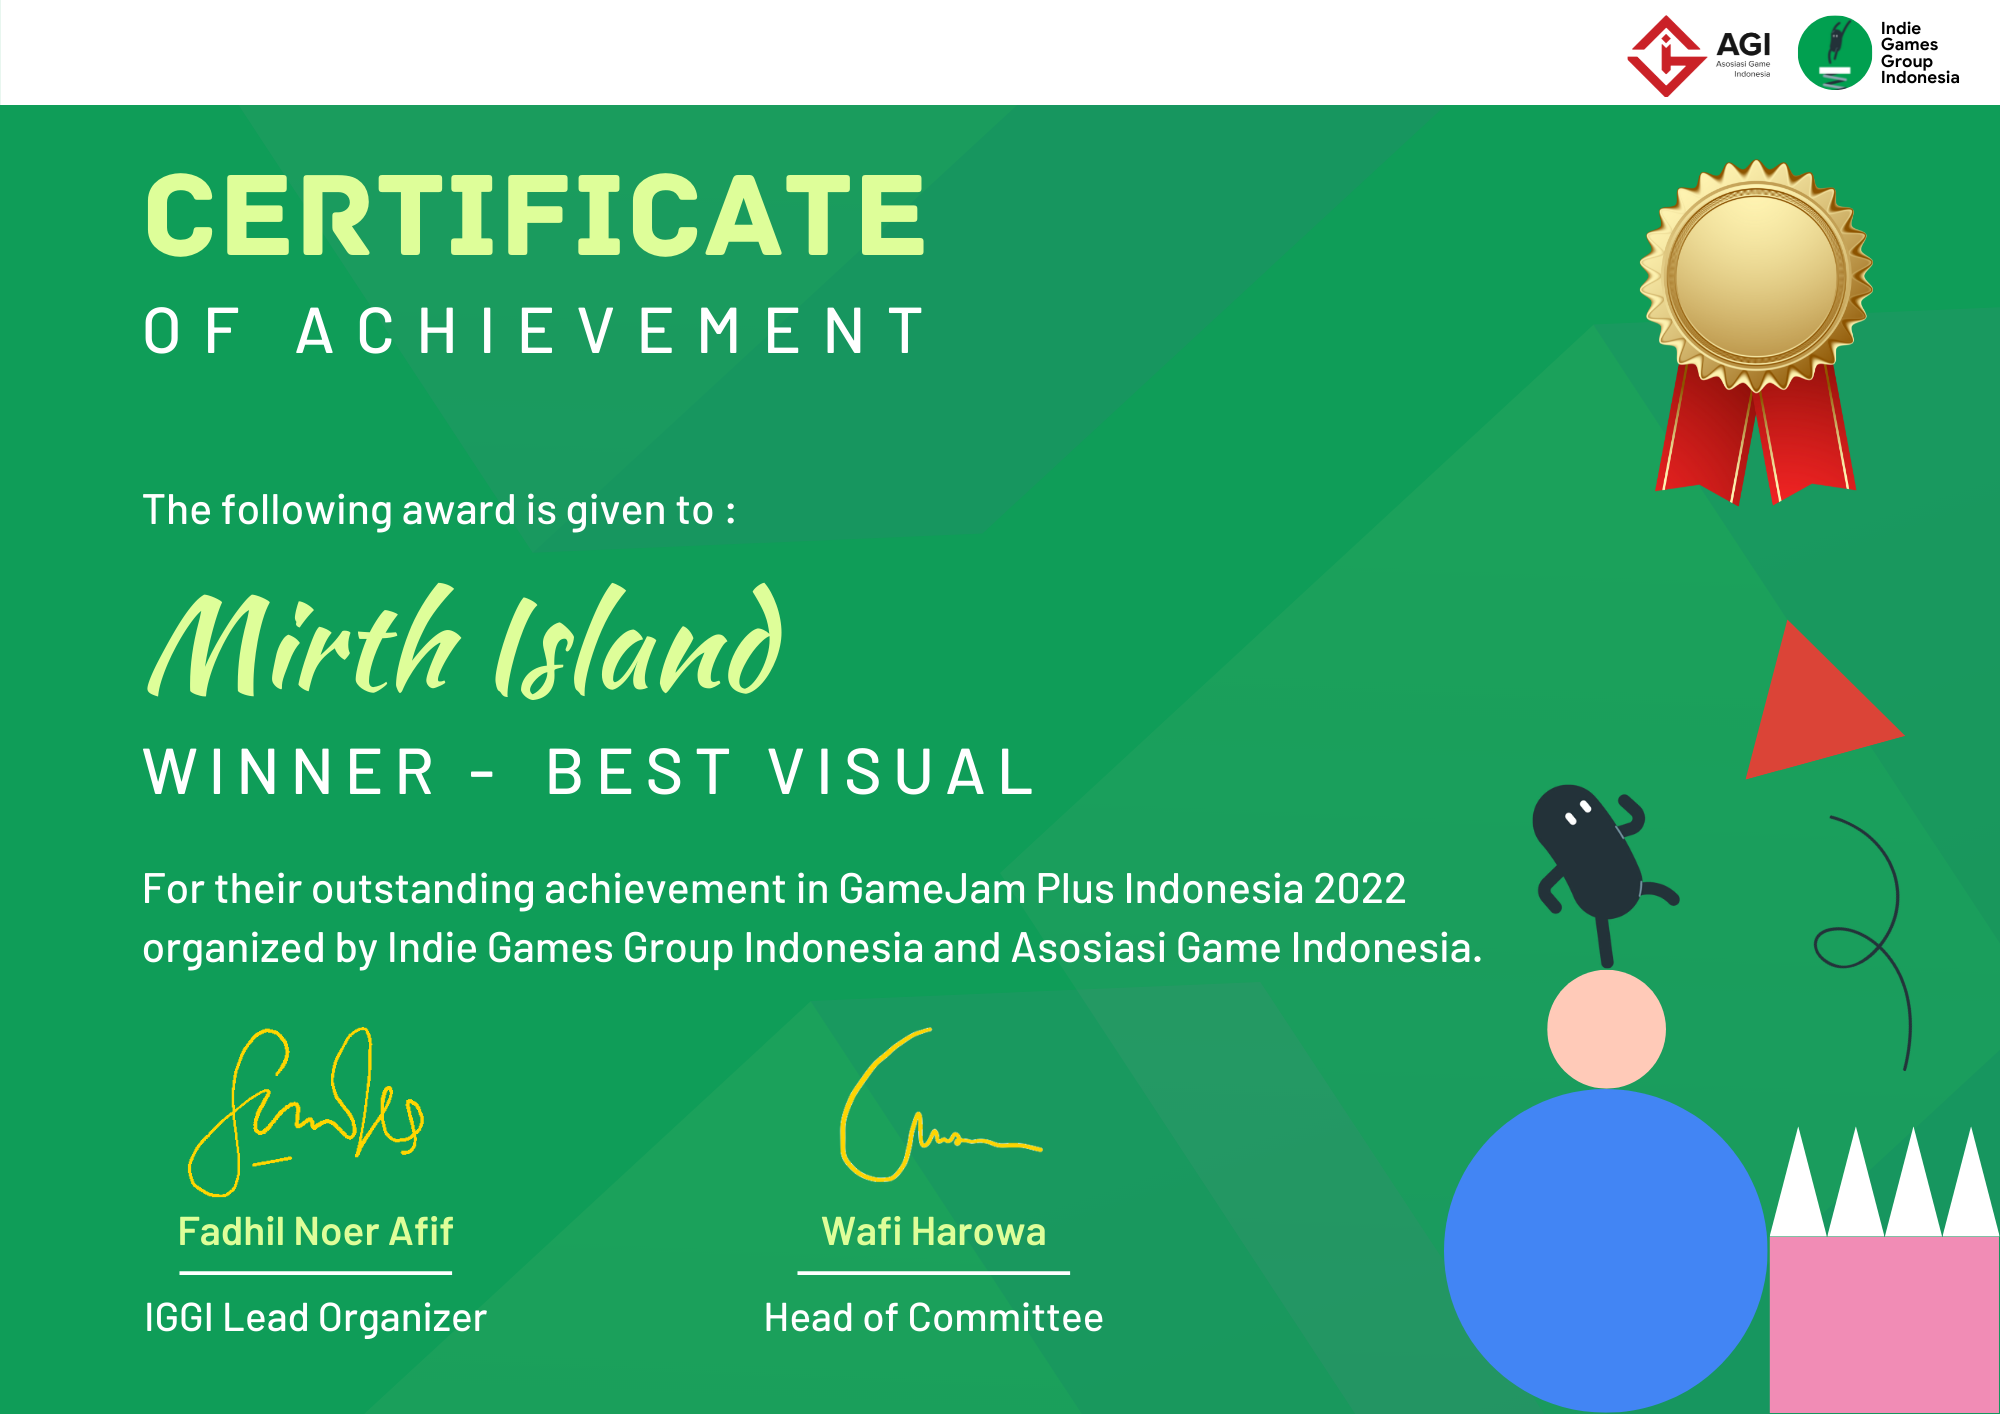 AGI
Asosiasi Game
Indonesia
Indie
Games
Group
Indonesia
CERTIFICATE
OF ACHIEVEMENT
The following award is given to :
Mirth Island
WINNER - BEST VISUAL
For their outstanding achievement in GameJam Plus Indonesia 2022
organized by Indie Games Group Indonesia and Asosiasi Game Indonesia.
Fadhil Noer Afif
IGGI Lead Organizer
Wafi Harowa
Head of Committee